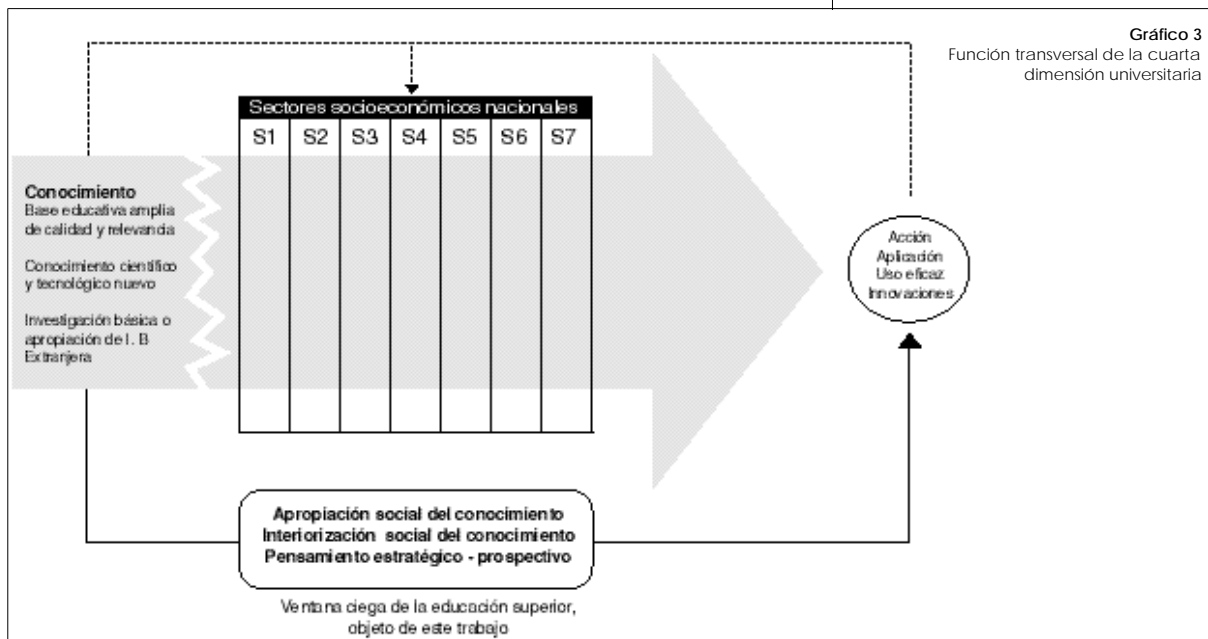 Gráfico 3
Función transversal de la cuarta
dimensión universitaria
Sectores socioeconómicos nacionales
S1 S2 S3 S4 S5 S6 S7
Conocimiento
Base educativa amplia
de calidad y relevancia
Conocimiento científico
y tecnológico nuevo
Investigación básica o
apropiación de I. B
Extranjera
Acción
Aplicación
Uso eficaz
Innovaciones
Apropiación social del conocimiento
Interiorización social del conocimiento
Pensamiento estratégico - prospectivo
Ventana ciega de la educación superior,
objeto de este trabajo